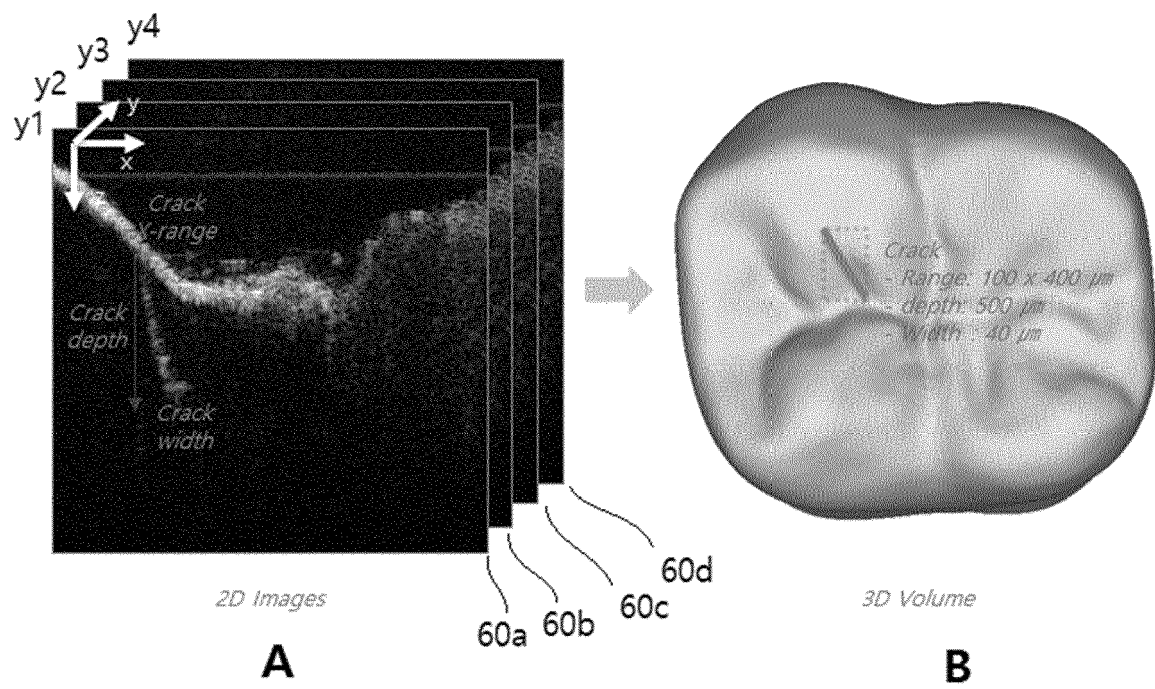 y4
y3
y2
y1
y
x
z
Crack
X-range
Crack
depth
Crack
width
Crack
- Range: 100 x 400 μm
- depth: 500 μm
- Width : 40 μm
60d
60c
60b
60a
2D Images
3D Volume
A
B